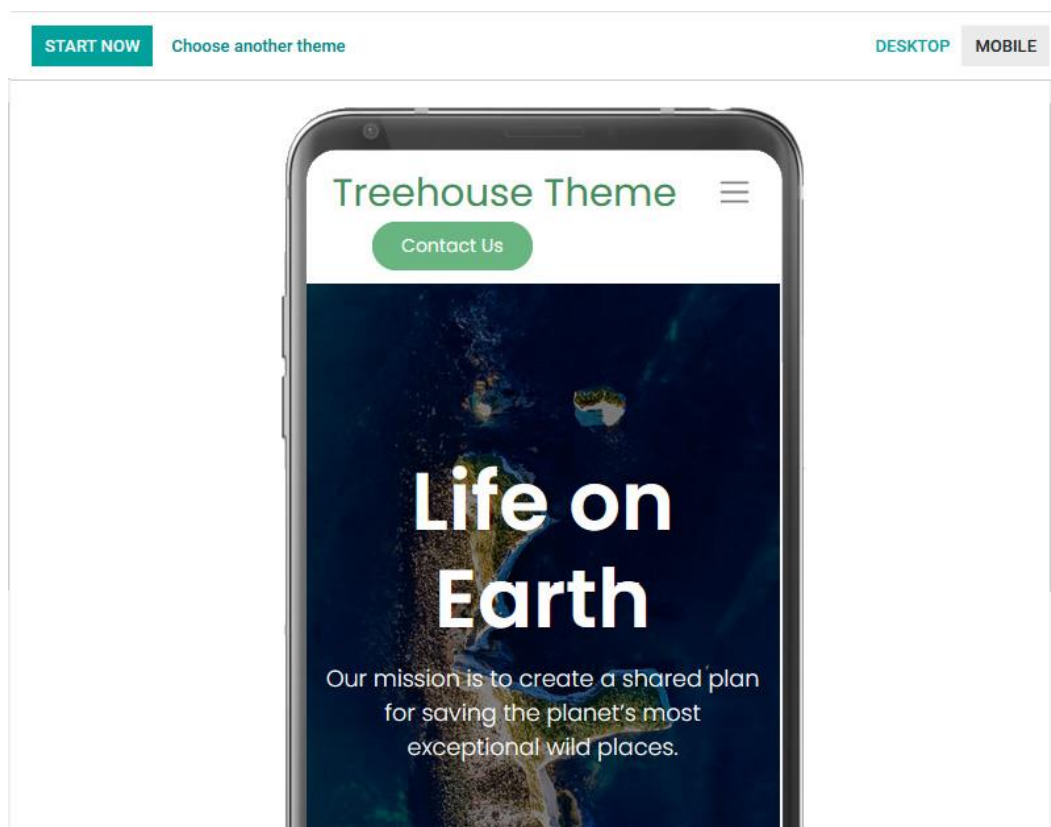 START NOW Choose another theme DESKTOP MOBILE
Treehouse Theme
Contact Us
Life on
Earth
Our mission is to create a shared plan
for saving the planet’s most
exceptional wild places.